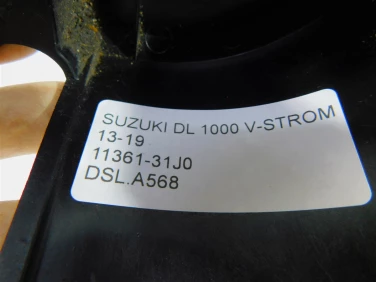 SUZUKI DL 1000 V-STROM
13-19
11361-31J0
DSL.A568